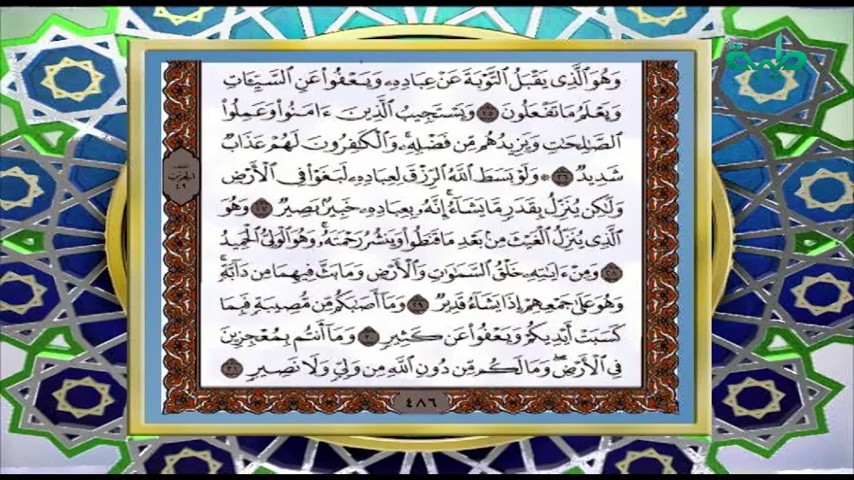 طيبة
وَهُوَ ٱلَّذِى يَقۡبَلُ ٱلتَّوۡبَةَ عَنۡ عِبَادِهِۦ وَيَعۡفُواْ عَنِ ٱلسَّيِّـَٔاتِ
وَيَعۡلَمُ مَا تَفۡعَلُونَ ٢٥ وَيَسۡتَجِيبُ ٱلَّذِينَ ءَامَنُواْ وَعَمِلُواْ
ٱلصَّـٰلِحَـٰتِ وَيَزِيدُهُم مِّن فَضۡلِهِۦۚ وَٱلۡكَـٰفِرُونَ لَهُمۡ عَذَابٌ
شَدِيدٌ ٢٦ ۞ وَلَوۡ بَسَطَ ٱللَّهُ ٱلرِّزۡقَ لِعِبَادِهِۦ لَبَغَوۡاْ فِى ٱلۡأَرۡضِ
وَلَـٰكِن يُنَزِّلُ بِقَدَرٍ مَّا يَشَآءُۚ إِنَّهُۥ بِعِبَادِهِۦ خَبِيرُۢ بَصِيرٌ ٢٧ وَهُوَ
ٱلَّذِى يُنَزِّلُ ٱلۡغَيۡثَ مِنۢ بَعۡدِ مَا قَنَطُواْ وَيَنشُرُ رَحۡمَتَهُۥۚ وَهُوَ ٱلۡوَلِىُّ ٱلۡحَمِيدُ
٢٨ وَمِنۡ ءَايَـٰتِهِۦ خَلۡقُ ٱلسَّمَـٰوَٰتِ وَٱلۡأَرۡضِ وَمَا بَثَّ فِيهِمَا مِن دَآبَّةٍۚ
وَهُوَ عَلَىٰ جَمۡعِهِمۡ إِذَا يَشَآءُ قَدِيرٌ ٢٩ وَمَآ أَصَـٰبَكُم مِّن مُّصِيبَةٍ فَبِمَا
كَسَبَتۡ أَيۡدِيكُمۡ وَيَعۡفُواْ عَن كَثِيرٍ ٣٠ وَمَآ أَنتُم بِمُعۡجِزِينَ
فِى ٱلۡأَرۡضِۖ وَمَا لَكُم مِّن دُونِ ٱللَّهِ مِن وَلِىٍّ وَلَا نَصِيرٍ ٣١
الحزب
٤٩
٤٨٦